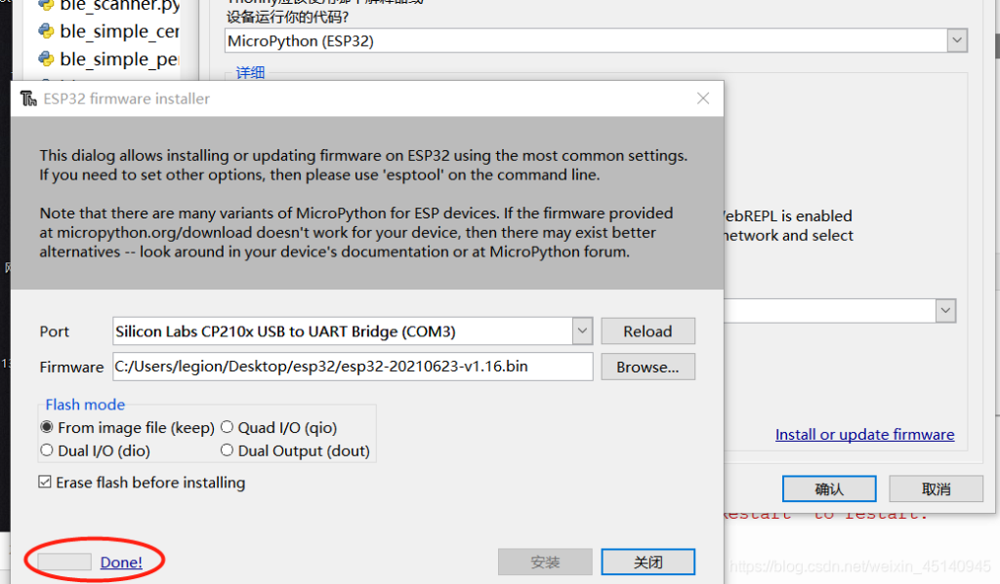 ble_scanner.py
ble_simple_cer
ble_simple_per
设备运行你的代码?
MicroPython (ESP32)
详细
ESP32 firmware installer
This dialog allows installing or updating firmware on ESP32 using the most common settings.
If you need to set other options, then please use 'esptool' on the command line.
Note that there are many variants of MicroPython for ESP devices. If the firmware provided
at micropython.org/download doesn't work for your device, then there may exist better
alternatives -- look around in your device's documentation or at MicroPython forum.
ebREPL is enabled
network and select
Port
Silicon Labs CP210x USB to UART Bridge (COM3)
Reload
Firmware
C:/Users/legion/Desktop/esp32/esp32-20210623-v1.16.bin
Browse...
Flash mode
From image file (keep)
Quad I/O (qio)
Dual I/O (dio)
Dual Output (dout)
Erase flash before installing
Install or update firmware
确认
取消
Restart" to restart.
Done!
安装
关闭
https://blog.csdn.net/weixin_45140945